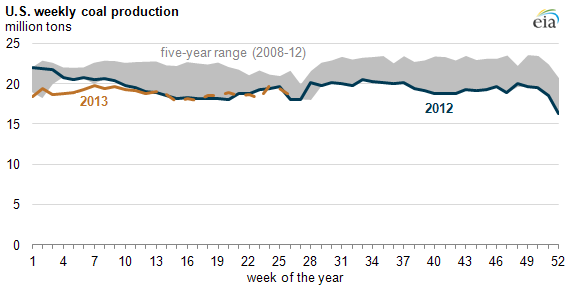 U.S. weekly coal production
million tons
eia
25
five-year range (2008-12)
20
2013
2012
15
10
5
0
1 4 7 10 13 16 19 22 25 28 31 34 37 40 43 46 49 52
week of the year